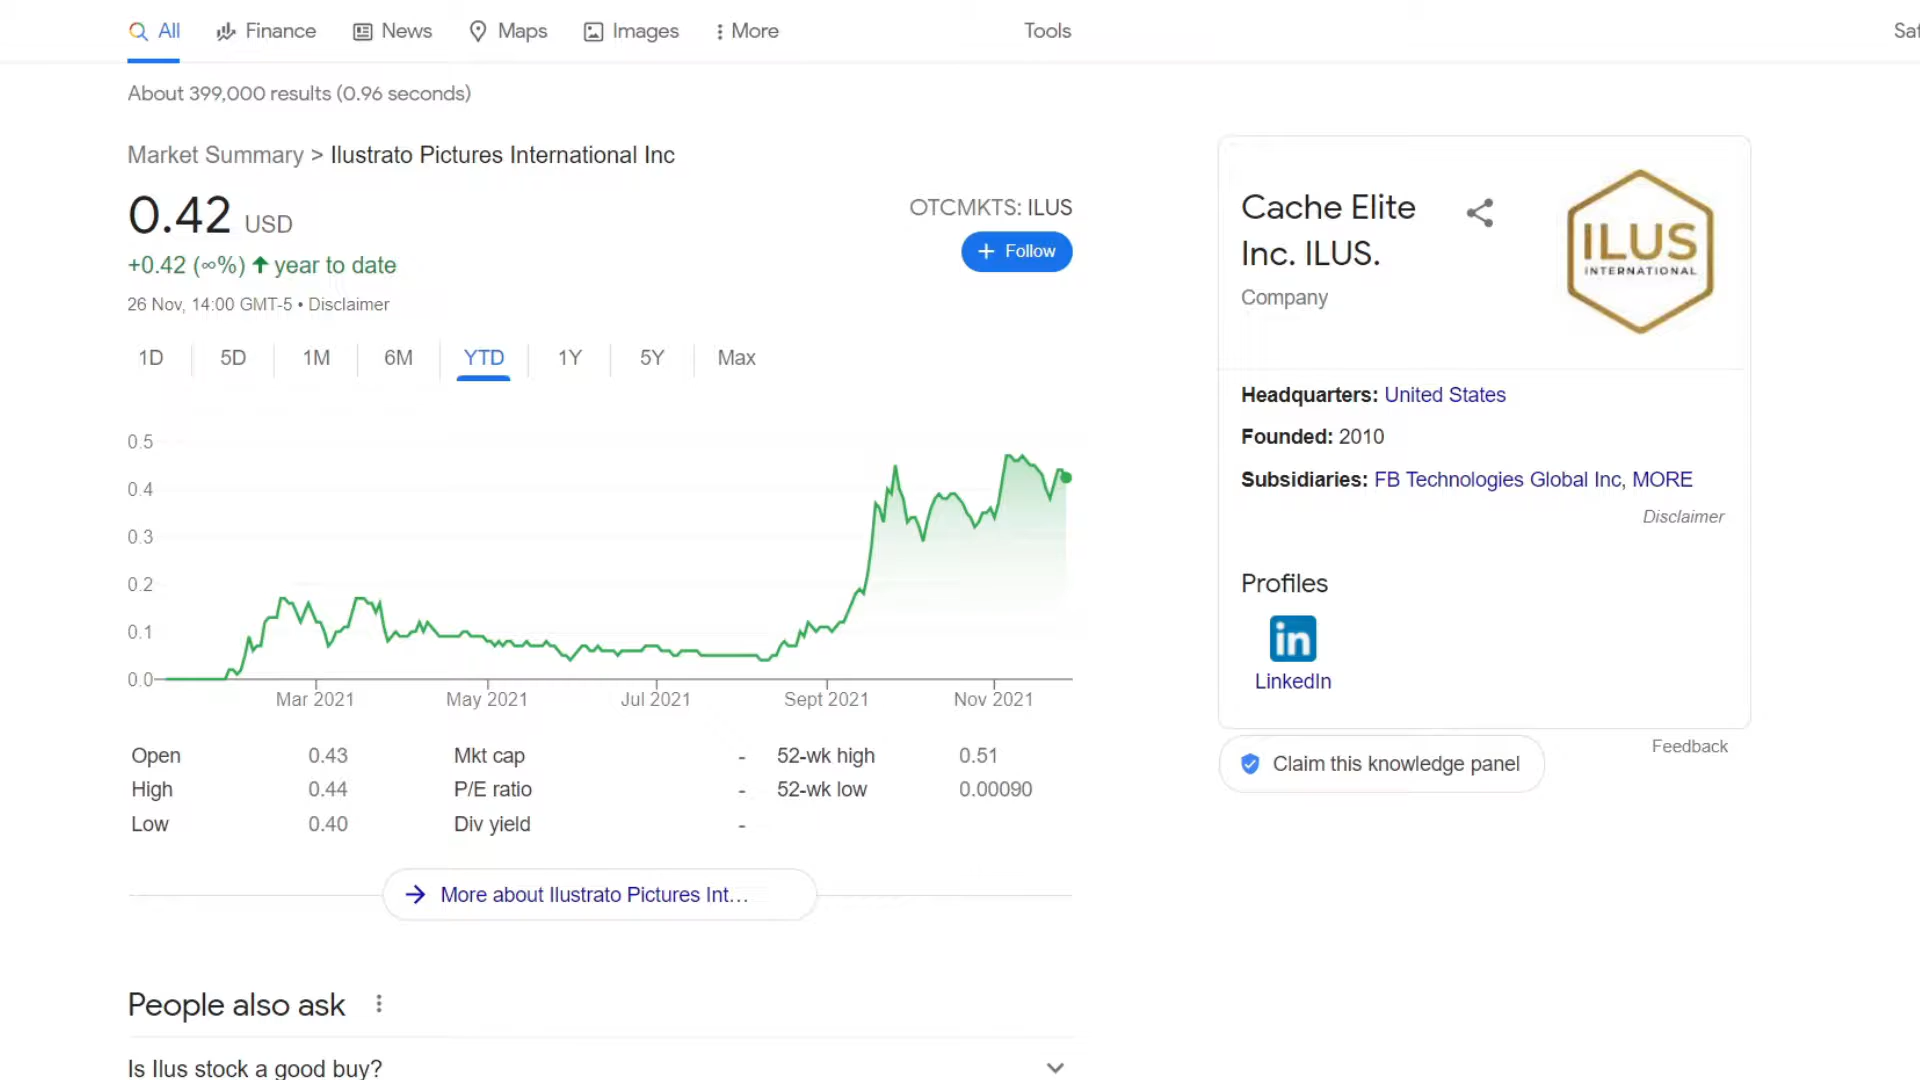 All Finance News Maps Images More Tools Saf
About 399,000 results (0.96 seconds)
Market Summary > Ilustrato Pictures International Inc
0.42 USD
+0.42 (∞%) ↑ year to date
26 Nov, 14:00 GMT-5 • Disclaimer
OTCMKTS: ILUS
+ Follow
1D 5D 1M 6M YTD 1Y 5Y Max
0.5
0.4
0.3
0.2
0.1
0.0
Mar 2021 May 2021 Jul 2021 Sept 2021 Nov 2021
Open 0.43 Mkt cap - 52-wk high 0.51
High 0.44 P/E ratio - 52-wk low 0.00090
Low 0.40 Div yield -
More about Ilustrato Pictures Int...
People also ask
Is Ilus stock a good buy?
Cache Elite
Inc. ILUS.
Company
ILUS
INTERNATIONAL
Headquarters: United States
Founded: 2010
Subsidiaries: FB Technologies Global Inc, MORE
Disclaimer
Profiles
in
LinkedIn
Feedback
Claim this knowledge panel